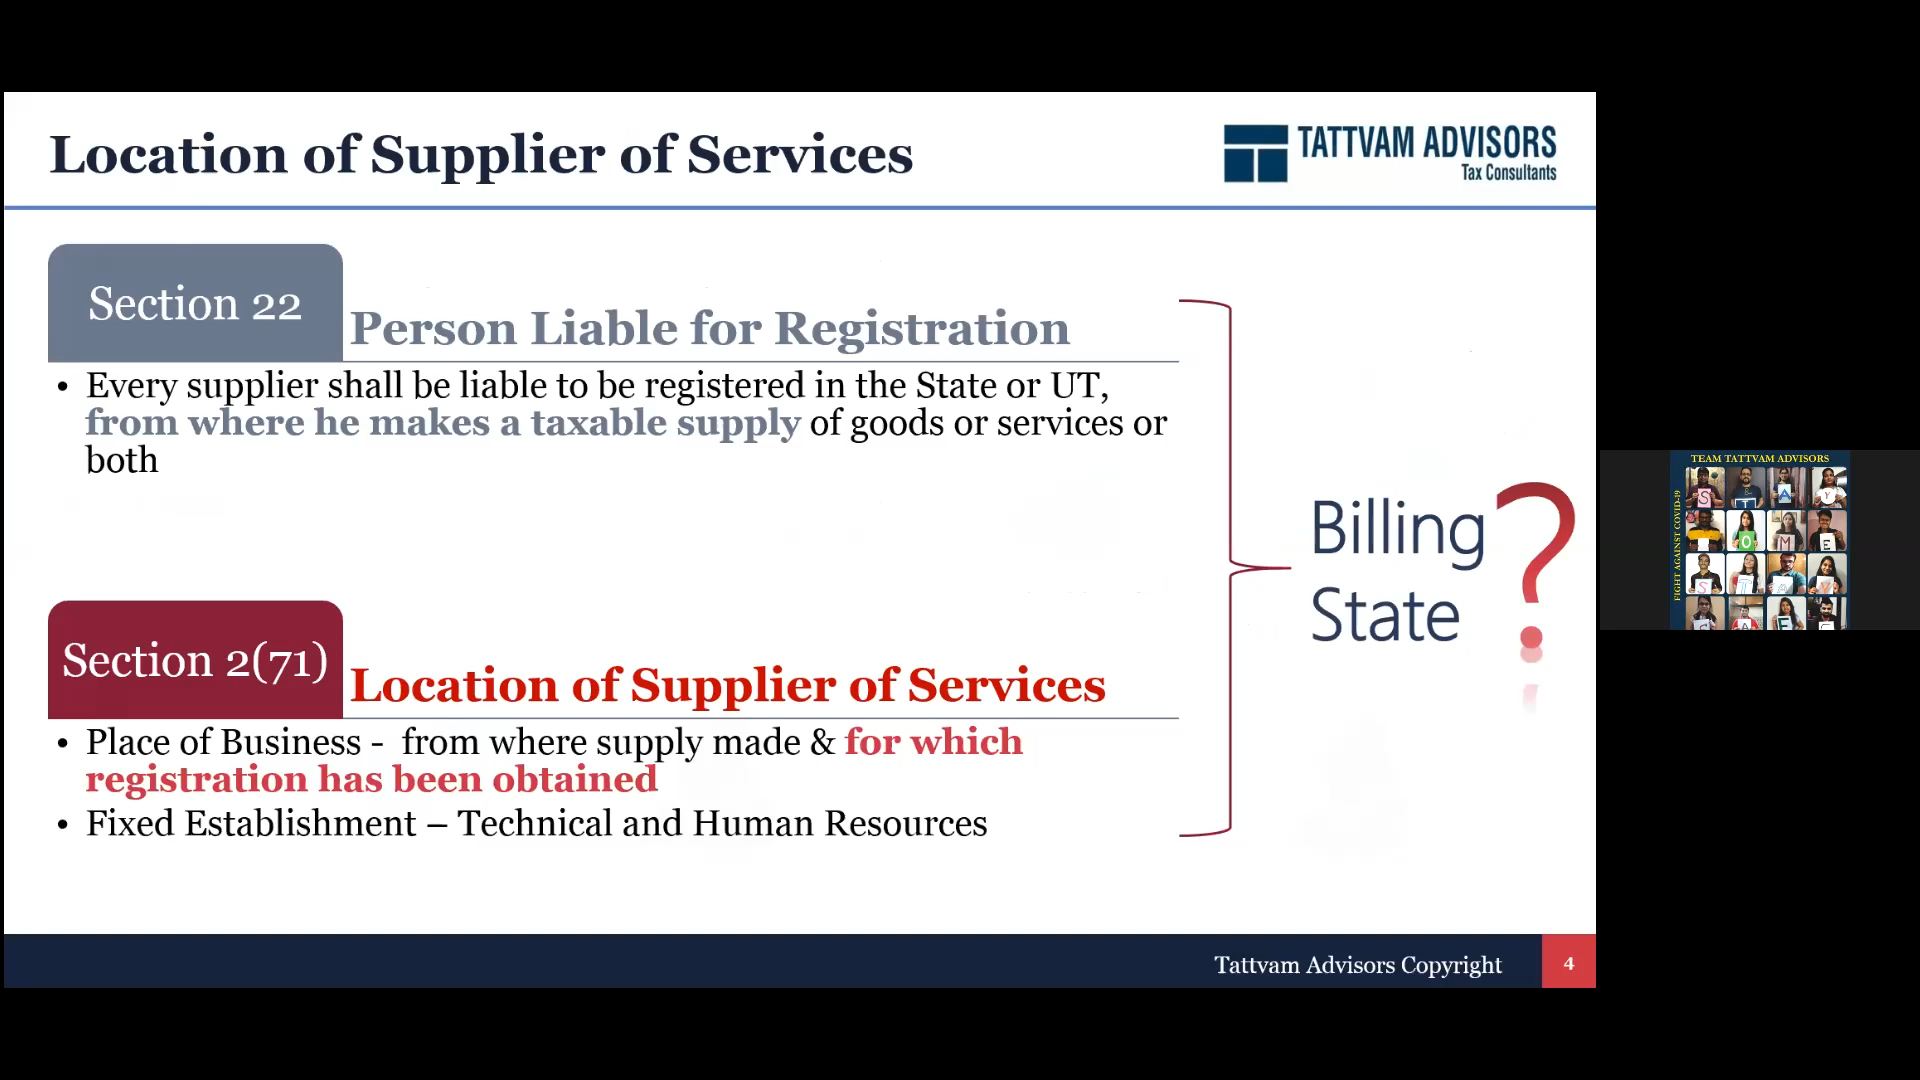 Location of Supplier of Services
TATTVAM ADVISORS
Tax Consultants
Section 22
Person Liable for Registration
• Every supplier shall be liable to be registered in the State or UT,
from where he makes a taxable supply of goods or services or
both
Billing
State
?
Section 2(71)
Location of Supplier of Services
• Place of Business - from where supply made & for which
registration has been obtained
• Fixed Establishment – Technical and Human Resources
Tattvam Advisors Copyright
4
TEAM TATTVAM ADVISORS
FIGHT AGAINST COVID-19
S T A Y
O M E
S T A Y
S A F E